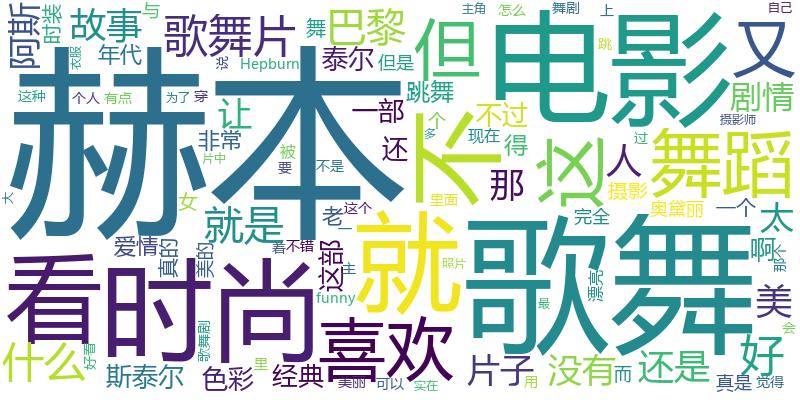 阿斯
时装
故事
与
年代
衣服
歌舞片
说
Hepburn
舞
巴黎
泰尔
但是
但
主角
怎么
电影
舞剧
上
跳
又
自己
赫本
这种
个人
有点
为了
穿
让
非常
片中
被
要
不是
一部
还
跳舞
个
多
不
不过
现在
得
那
这
人
过
摄影师
剧情
舞蹈
大
女
就是
老
一
这个
里面
完全
摄影
奥黛丽
一个
太
爱情
真的
美的
着
不错
这部
主
就
照片
歌舞
漂亮
啊
那个
看
时尚
funny
喜欢
最
美
会
什么
好看
斯泰尔
歌舞剧
里
色彩
经典
美丽
可以
实在
片子
用
没有
而
还是
真是
好
觉得